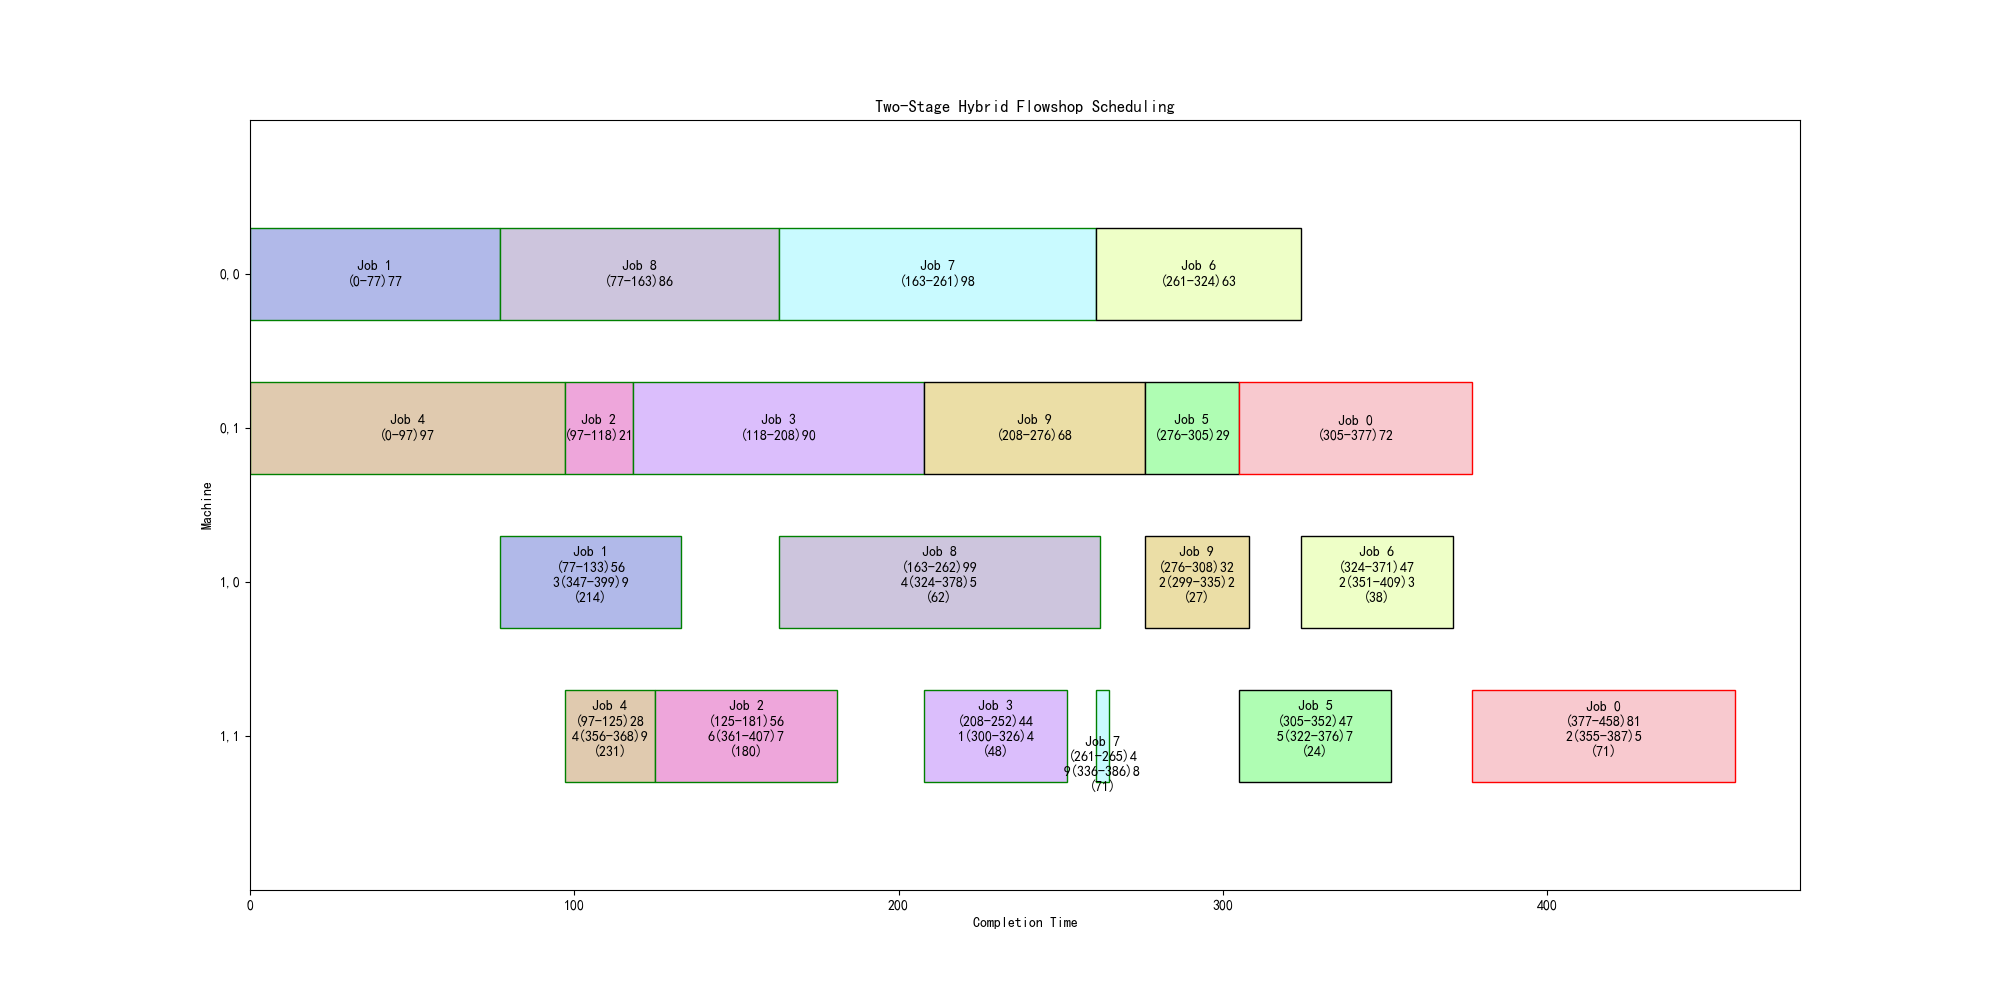 Two-Stage Hybrid Flowshop Scheduling
0,0
Job 1
(0-77)77
Job 8
(77-163)86
Job 7
(163-261)98
Job 6
(261-324)63
0,1
Job 4
(0-97)97
Job 2
(97-118)21
Job 3
(118-208)90
Job 9
(208-276)68
Job 5
(276-305)29
Job 0
(305-377)72
Machine
1,0
Job 1
(77-133)56
3(347-399)9
(214)
Job 8
(163-262)99
4(324-378)5
(62)
Job 9
(276-308)32
2(299-335)2
(27)
Job 6
(324-371)47
2(351-409)3
(38)
1,1
Job 4
(97-125)28
4(356-368)9
(231)
Job 2
(125-181)56
6(361-407)7
(180)
Job 3
(208-252)44
1(300-326)4
(48)
Job 7
(261-265)4
9(336-386)8
(71)
Job 5
(305-352)47
5(322-376)7
(24)
Job 0
(377-458)81
2(355-387)5
(71)
0
100
200
300
400
Completion Time